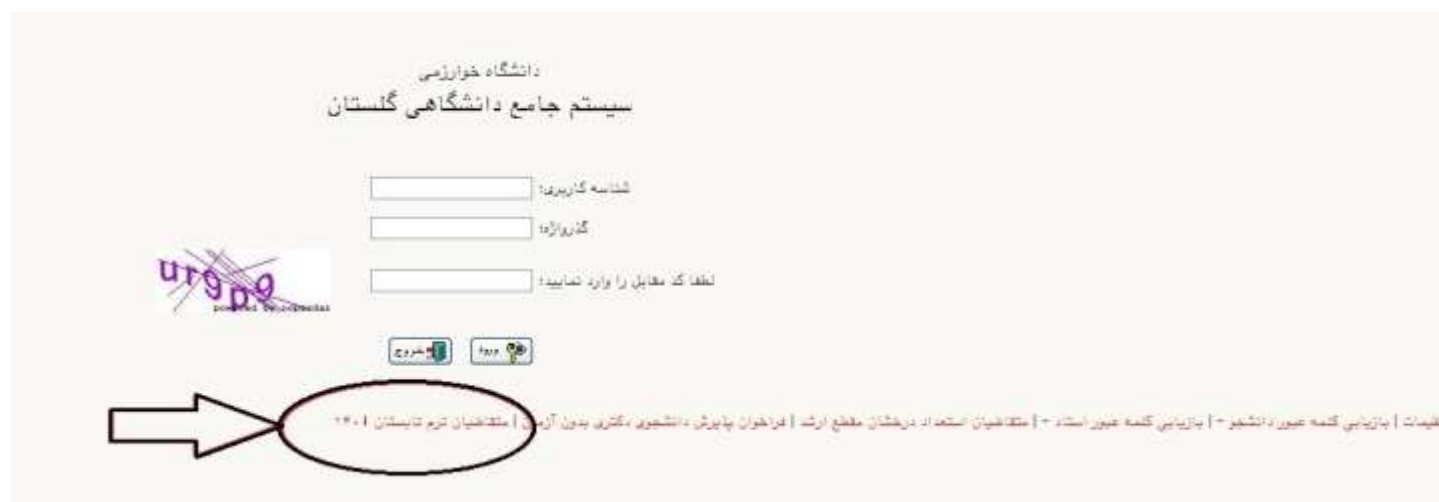 دانشگاه خوارزمی
سیستم جامع دانشگاهی گلستان
شناسه کاربری:
گذرواژه:
لطفا کد مقابل را وارد نمایید:
ur9p9
ورود خروج
بازیابی کلمه عبور دانشجو - | بازیابی کلمه عبور استاد - | متقاضیان استعداد درخشان مقطع ارشد | فراخوان پذیرش دانشجوی دکتری بدون آزمون | متقاضیان ترم تابستان ۱۴۰۱